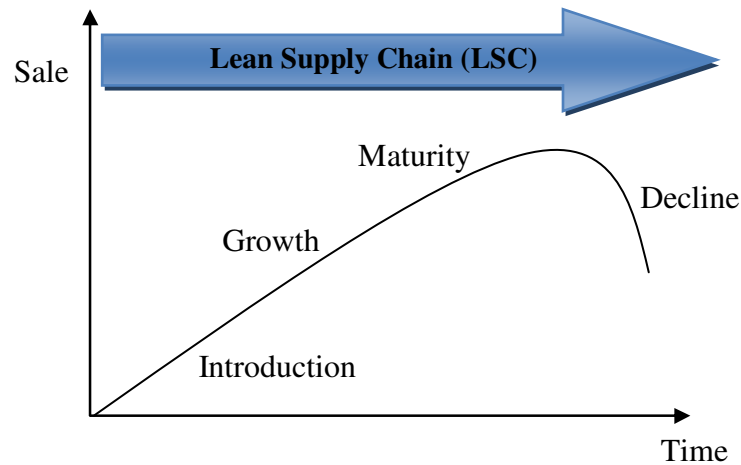 Lean Supply Chain (LSC)
Sale
Maturity
Decline
Growth
Introduction
Time